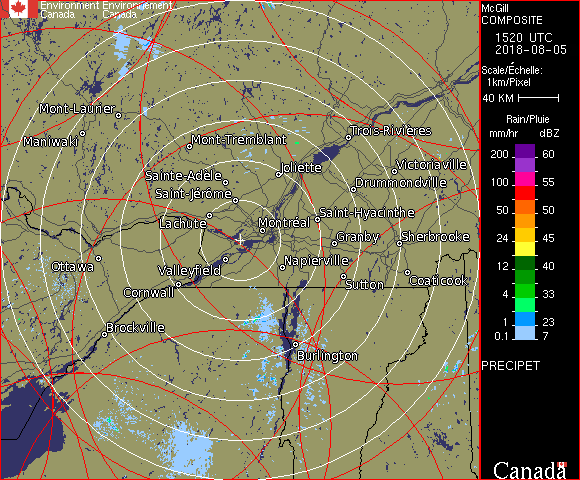 Environment Environnement
Canada Canada
McGill
COMPOSITE
1520 UTC
2018-08-05
Scale/Échelle:
1km/Pixel
40 KM
Rain/Pluie
mm/hr dBZ
200 60
55
100 55
50 50
24 45
12 40
4 33
1 23
0.1 7
PRECIPET
Canada
Mont-Laurier
Maniwaki
Mont-Tremblant
Trois-Rivières
Joliette
Victoriaville
Sainte-Adèle
Drummondville
Saint-Jérôme
Saint-Hyacinthe
Lachute
Montréal
Granby
Sherbrooke
Ottawa
Valleyfield
Napierville
Cornwall
Sutton
Coaticook
Brockville
Burlington